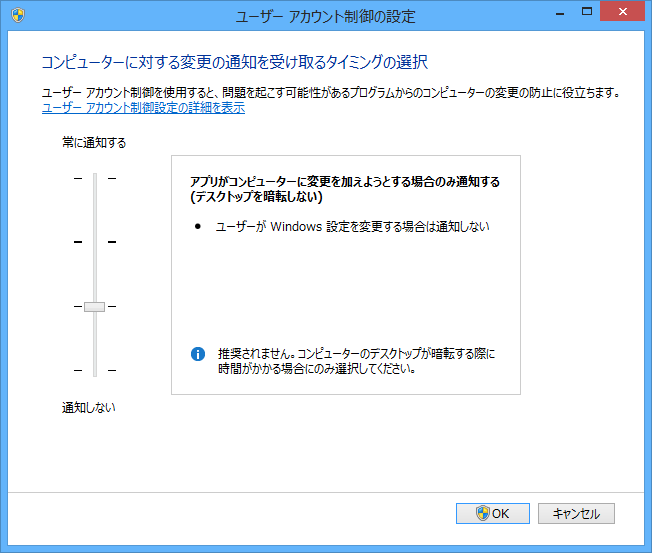 ユーザー アカウント制御の設定
コンピューターに対する変更の通知を受け取るタイミングの選択
ユーザー アカウント制御を使用すると、問題を起こす可能性があるプログラムからのコンピューターの変更の防止に役立ちます。
ユーザー アカウント制御設定の詳細を表示
常に通知する
アプリがコンピューターに変更を加えようとする場合のみ通知する
(デスクトップを暗転しない)
• ユーザーが Windows 設定を変更する場合は通知しない
推奨されません。コンピューターのデスクトップが暗転する際に
時間がかかる場合にのみ選択してください。
通知しない
OK
キャンセル